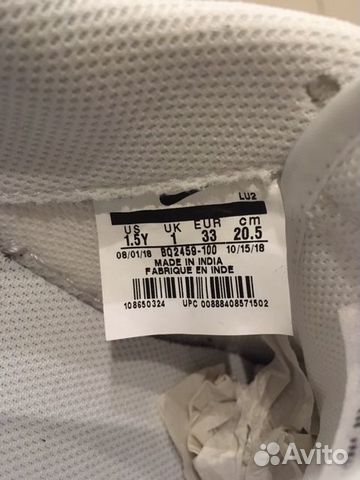 LU2
US UK EUR cm
1.5Y 1 33 20.5
08/01/18 BQ2459-100 10/15/18
MADE IN INDIA
FABRIQUE EN INDE
108650324 UPC 00888408571502
Avito